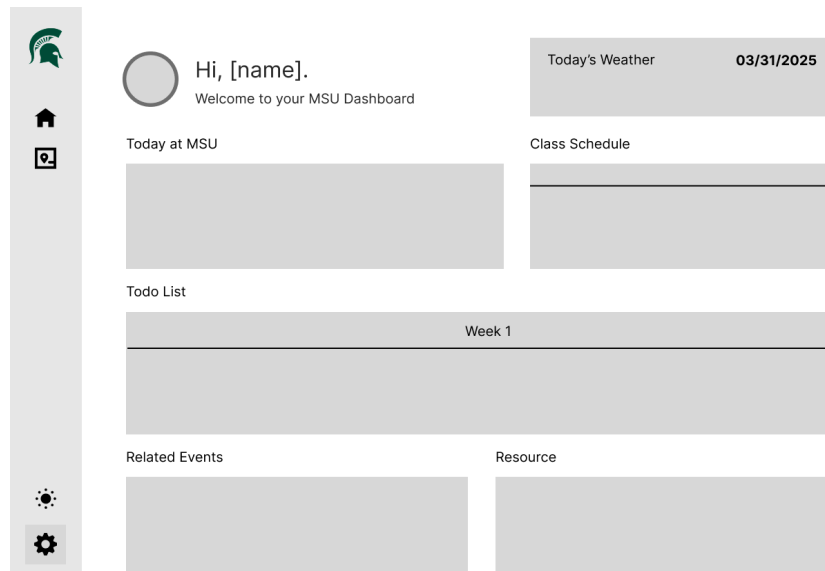 Hi, [name].
Welcome to your MSU Dashboard
Today's Weather 03/31/2025
Today at MSU
Class Schedule
Todo List
Week 1
Related Events
Resource